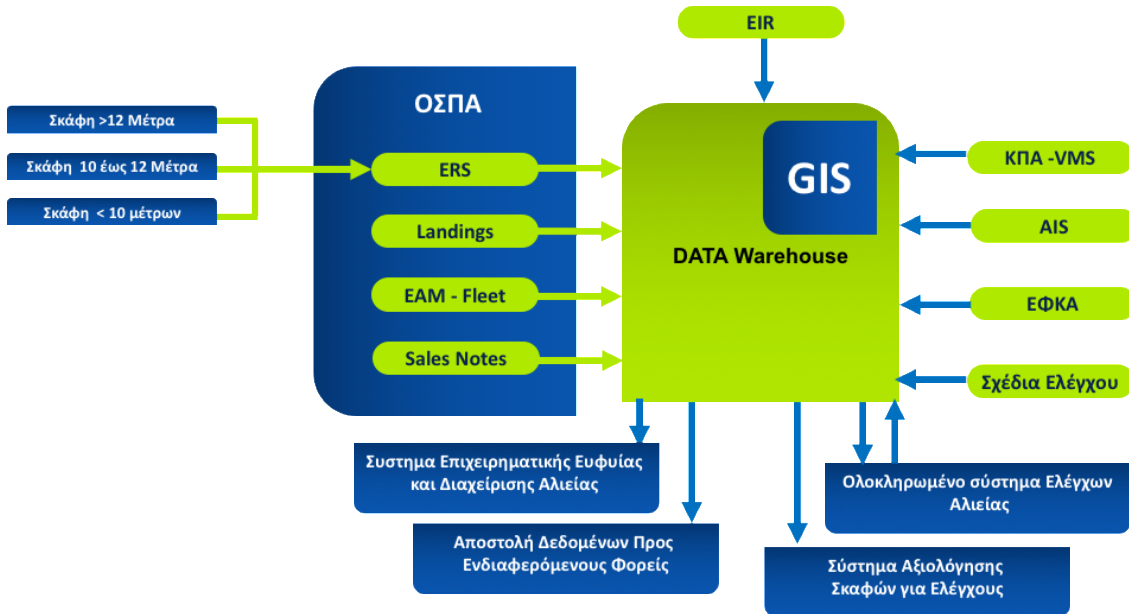 EIR
ΟΣΠΑ
Σκάφη >12 Μέτρα
Σκάφη 10 έως 12 Μέτρα
Σκάφη < 10 μέτρων
ERS
Landings
EAM - Fleet
Sales Notes
GIS
DATA Warehouse
ΚΠΑ -VMS
AIS
ΕΦΚΑ
Σχέδια Ελέγχου
Συστημα Επιχειρηματικής Ευφυίας
και Διαχείρισης Αλιείας
Αποστολή Δεδομένων Προς
Ενδιαφερόμενους Φορείς
Ολοκληρωμένο σύστημα Ελέγχων
Αλιείας
Σύστημα Αξιολόγησης
Σκαφών για Ελέγχους